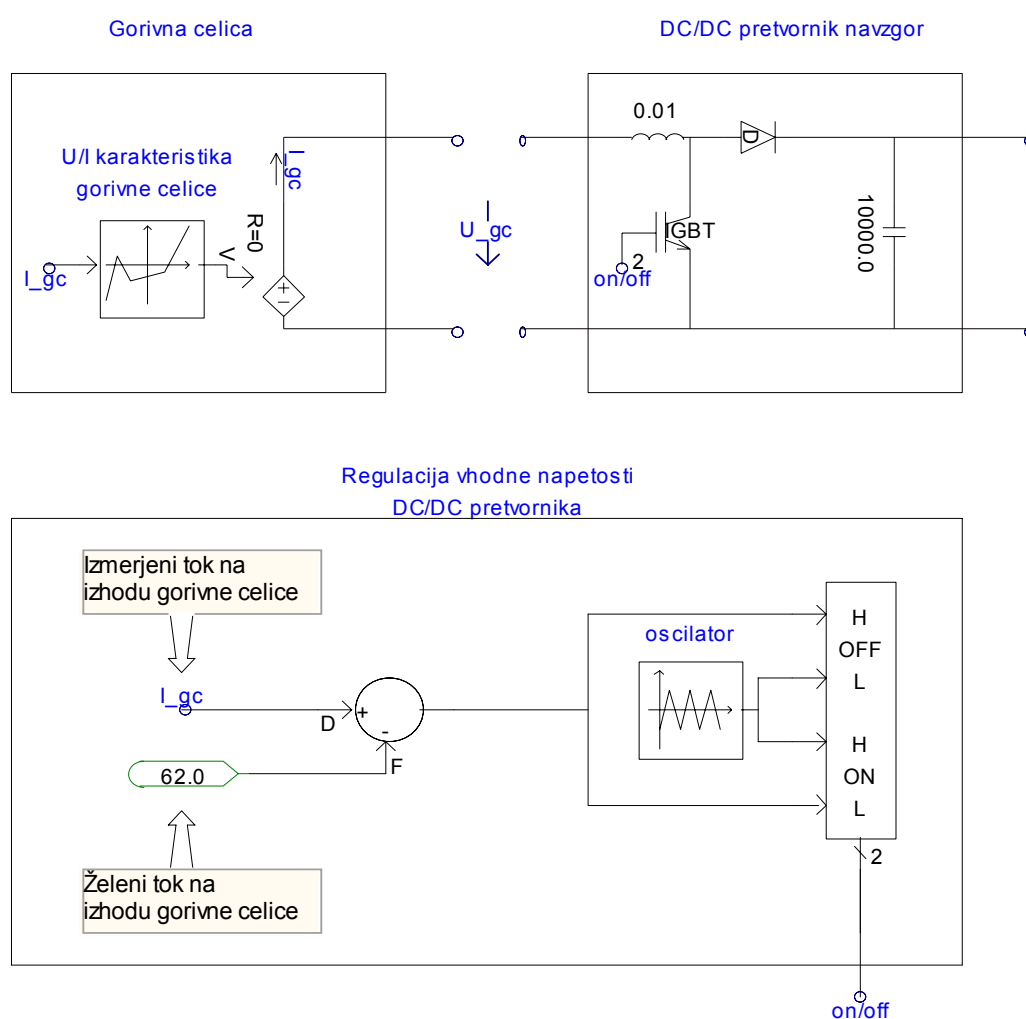 Gorivna celica
DC/DC pretvornik navzgor
U/I karakteristika
gorivne celice
I_gc
V
R=0
I_gc
+
-
U_gc
0.01
D
IGBT
2
on/off
10000.0
Regulacija vhodne napetosti
DC/DC pretvornika
Izmerjeni tok na
izhodu gorivne celice
I_gc
D
+
-
F
62.0
Želeni tok na
izhodu gorivne celice
oscilator
H
OFF
L
H
ON
L
2
on/off